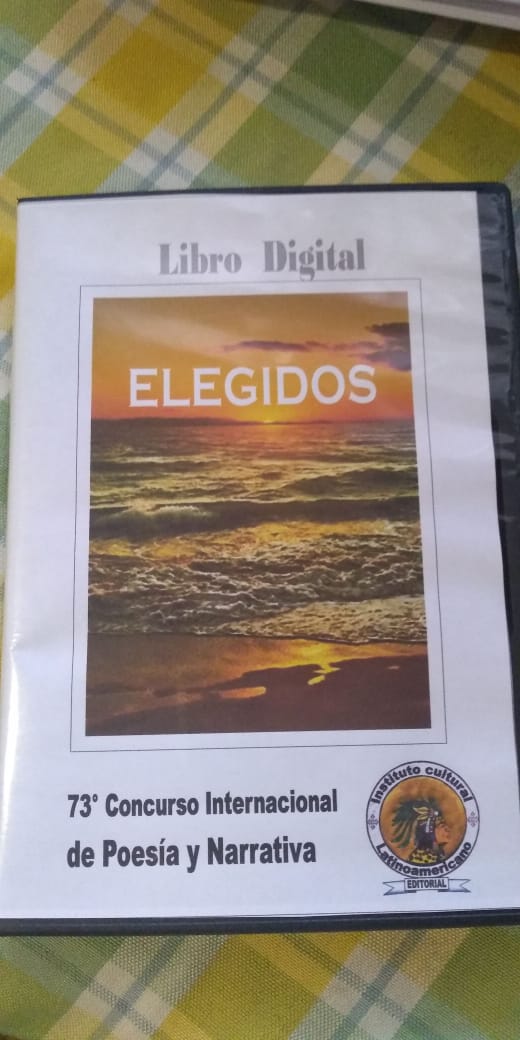 Libro Digital
ELEGIDOS
73° Concurso Internacional
de Poesía y Narrativa
Instituto cultural
Latinoamericano
EDITORIAL